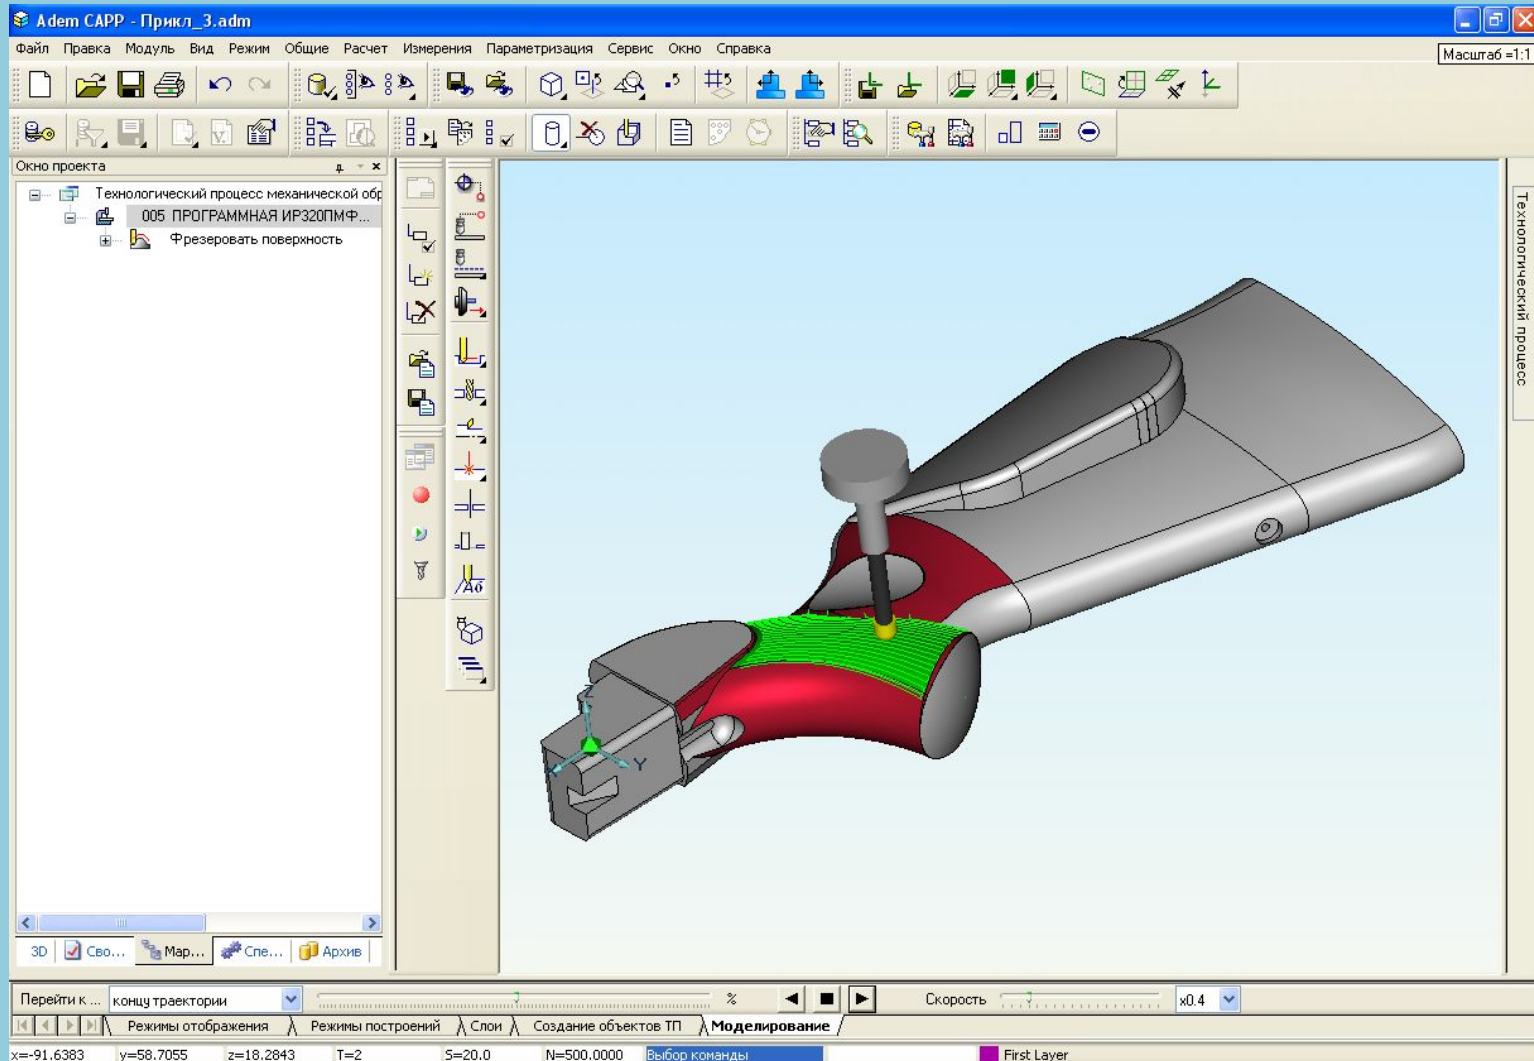 Adem CAPP - Прикл_3.adm
Файл Правка Модуль Вид Режим Общие Расчет Измерения Параметризация Сервис Окно Справка
Масштаб =1:1
Окно проекта
Технологический процесс механической обр
005 ПРОГРАММНАЯ ИР320ПМФ...
Фрезеровать поверхность
Технологический процесс
Z
X
Y
3D Сво... Мар... Спе... Архив
Перейти к ... концу траектории % Скорость x0.4
Режимы отображения Режимы построений Слои Создание объектов ТП Моделирование
x=-91.6383 y=58.7055 z=18.2843 T=2 S=20.0 N=500.0000 Выбор команды First Layer